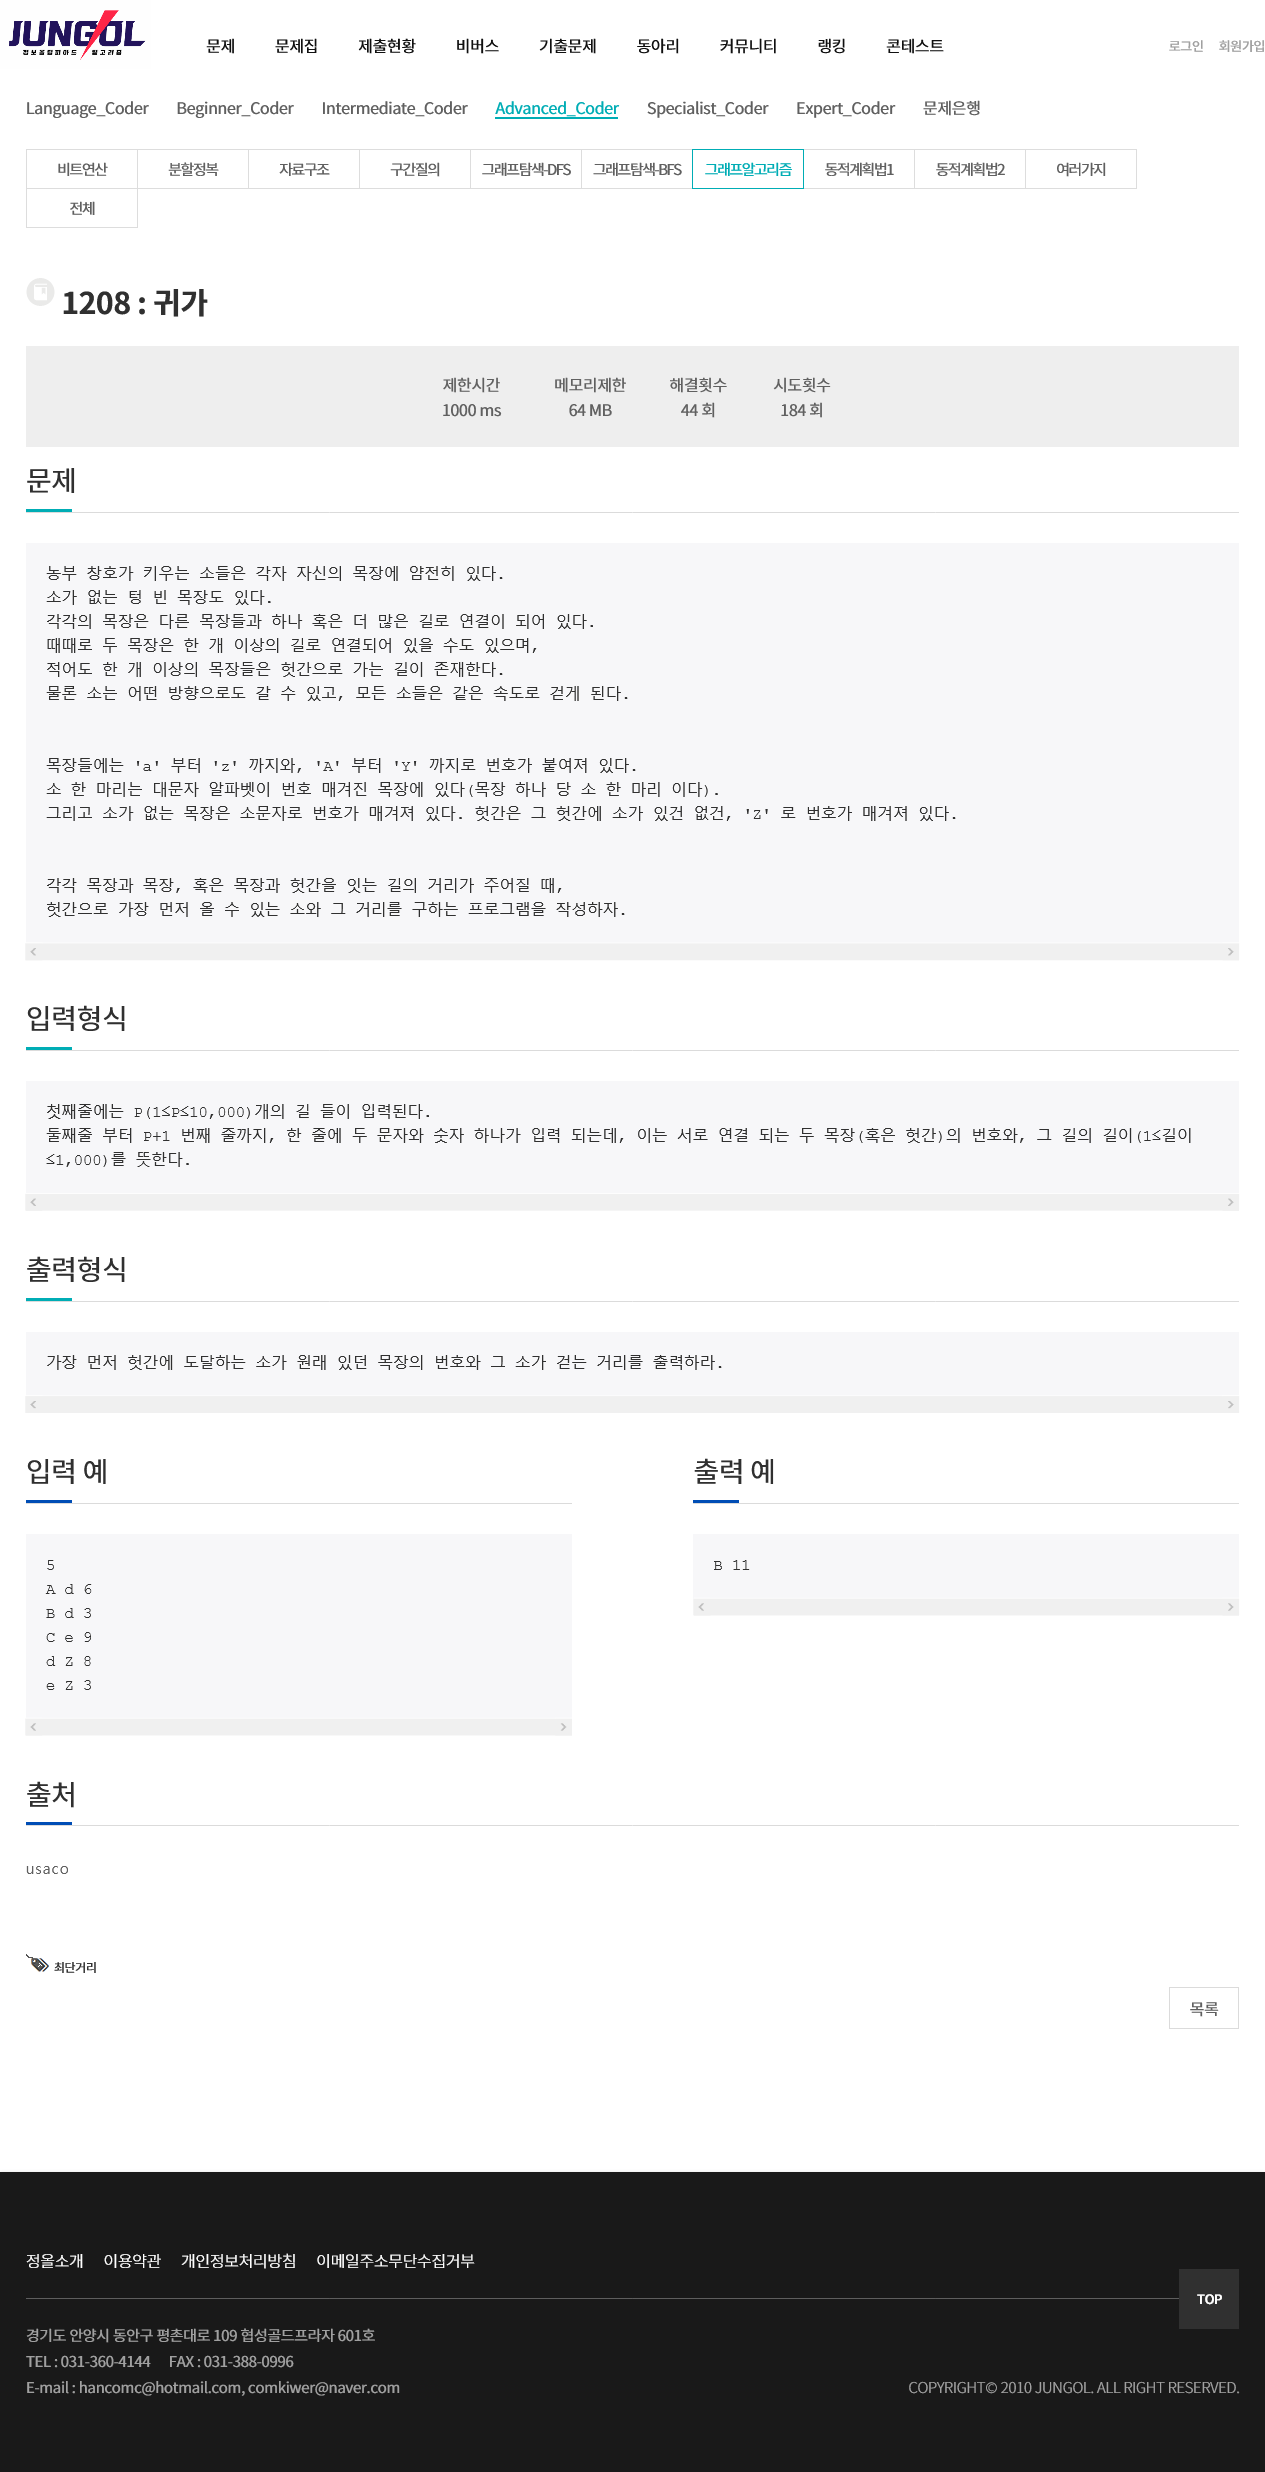 JUNGOL
정보올림피아드 알고리즘
문제 문제집 제출현황 비버스 기출문제 동아리 커뮤니티 랭킹 콘테스트 로그인 회원가입
Language_Coder Beginner_Coder Intermediate_Coder Advanced_Coder Specialist_Coder Expert_Coder 문제은행
비트연산 분할정복 자료구조 구간질의 그래프탐색-DFS 그래프탐색-BFS 그래프알고리즘 동적계획법1 동적계획법2 여러가지
전체
1208 : 귀가
제한시간 메모리제한 해결횟수 시도횟수
1000 ms 64 MB 44 회 184 회
문제
농부 창호가 키우는 소들은 각자 자신의 목장에 얌전히 있다.
소가 없는 텅 빈 목장도 있다.
각각의 목장은 다른 목장들과 하나 혹은 더 많은 길로 연결이 되어 있다.
때때로 두 목장은 한 개 이상의 길로 연결되어 있을 수도 있으며,
적어도 한 개 이상의 목장들은 헛간으로 가는 길이 존재한다.
물론 소는 어떤 방향으로도 갈 수 있고, 모든 소들은 같은 속도로 걷게 된다.
목장들에는 'a' 부터 'z' 까지와, 'A' 부터 'Y' 까지로 번호가 붙여져 있다.
소 한 마리는 대문자 알파벳이 번호 매겨진 목장에 있다(목장 하나 당 소 한 마리 이다).
그리고 소가 없는 목장은 소문자로 번호가 매겨져 있다. 헛간은 그 헛간에 소가 있건 없건, 'Z' 로 번호가 매겨져 있다.
각각 목장과 목장, 혹은 목장과 헛간을 잇는 길의 거리가 주어질 때,
헛간으로 가장 먼저 올 수 있는 소와 그 거리를 구하는 프로그램을 작성하자.
입력형식
첫째줄에는 P(1≤P≤10,000)개의 길 들이 입력된다.
둘째줄 부터 P+1 번째 줄까지, 한 줄에 두 문자와 숫자 하나가 입력 되는데, 이는 서로 연결 되는 두 목장(혹은 헛간)의 번호와, 그 길의 길이(1≤길이
≤1,000)를 뜻한다.
출력형식
가장 먼저 헛간에 도달하는 소가 원래 있던 목장의 번호와 그 소가 걷는 거리를 출력하라.
입력 예
5
A d 6
B d 3
C e 9
d Z 8
e Z 3
출력 예
B 11
출처
usaco
최단거리
목록
정올소개 이용약관 개인정보처리방침 이메일주소무단수집거부
TOP
경기도 안양시 동안구 평촌대로 109 협성골드프라자 601호
TEL : 031-360-4144 FAX : 031-388-0996
E-mail : hancomc@hotmail.com, comkiwer@naver.com
COPYRIGHT© 2010 JUNGOL. ALL RIGHT RESERVED.